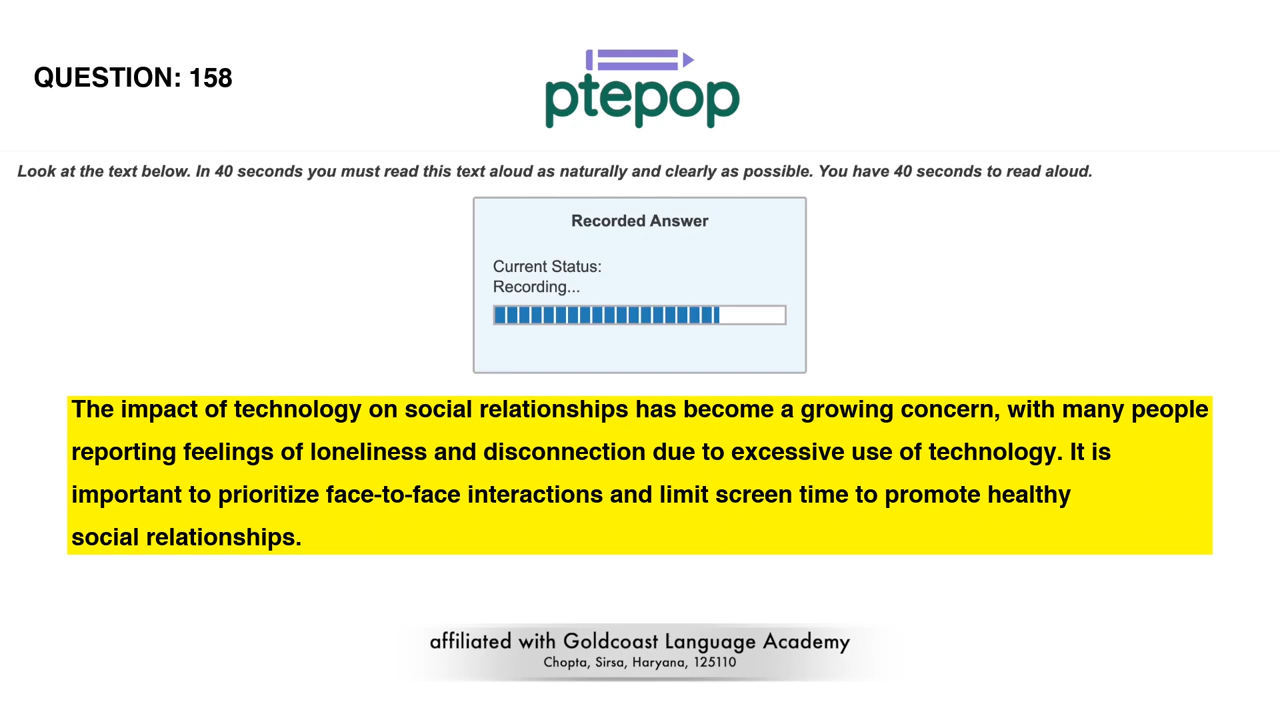 QUESTION: 158
ptepop
Look at the text below. In 40 seconds you must read this text aloud as naturally and clearly as possible. You have 40 seconds to read aloud.
Recorded Answer
Current Status:
Recording...
The impact of technology on social relationships has become a growing concern, with many people
reporting feelings of loneliness and disconnection due to excessive use of technology. It is
important to prioritize face-to-face interactions and limit screen time to promote healthy
social relationships.
affiliated with Goldcoast Language Academy
Chopta, Sirsa, Haryana, 125110